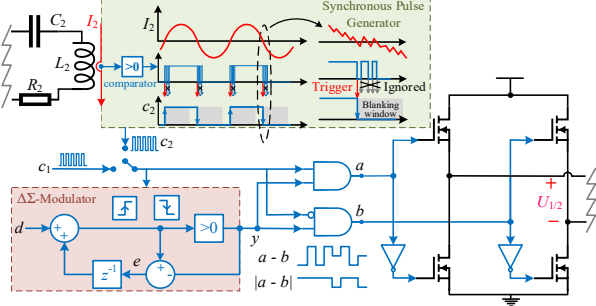 C₂
I₂
L₂
R₂
>0
comparator
I₂
c₂
Synchronous Pulse
Generator
Trigger
Ignored
Blanking
window
c₂
c₁
ΔΣ-Modulator
d
+
+
>0
y
e
z⁻¹
+
-
a
b
a - b
|a - b|
+
U₁/₂
−